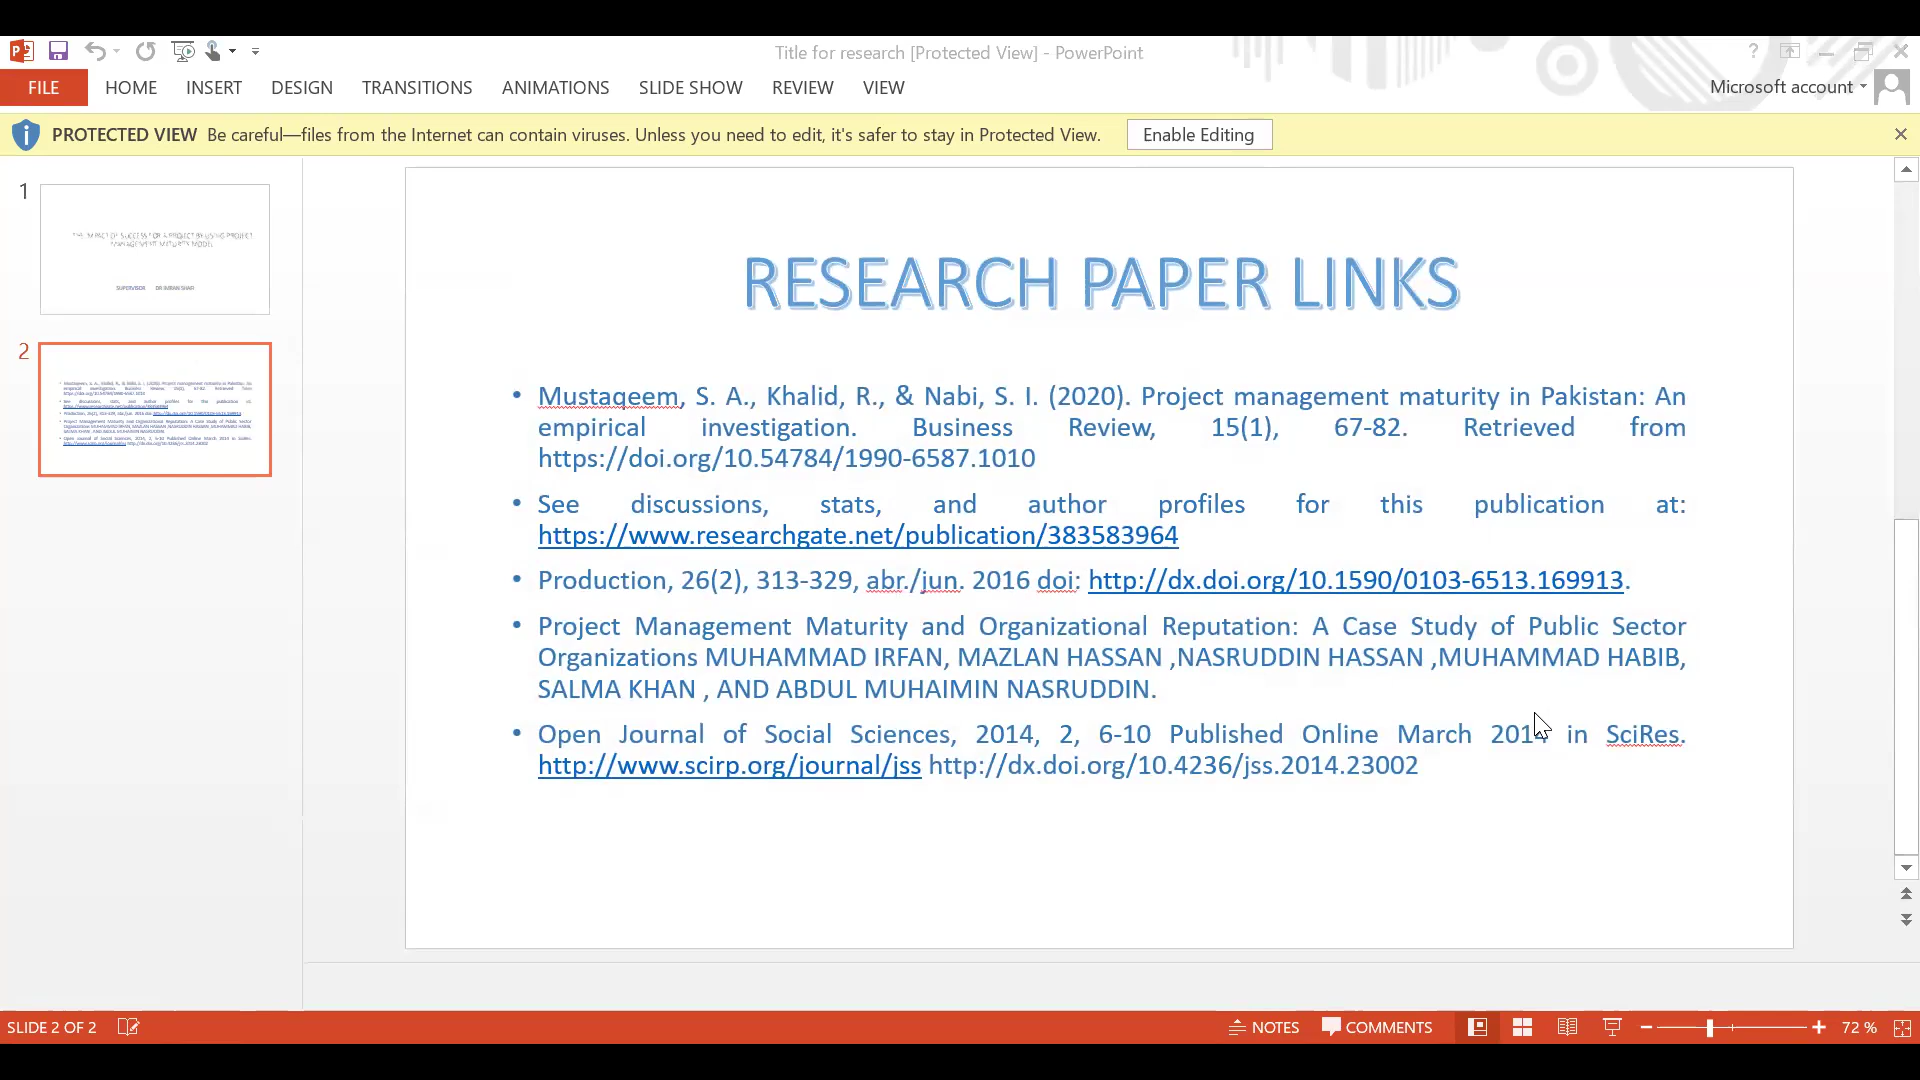 Title for research [Protected View] - PowerPoint
?
FILE HOME INSERT DESIGN TRANSITIONS ANIMATIONS SLIDE SHOW REVIEW VIEW
Microsoft account
PROTECTED VIEW Be careful—files from the Internet can contain viruses. Unless you need to edit, it's safer to stay in Protected View. Enable Editing
1
SUPERVISOR DR IMRAN SHAFI
2
RESEARCH PAPER LINKS
• Mustaqeem, S. A., Khalid, R., & Nabi, S. I. (2020). Project management maturity in Pakistan: An
empirical investigation. Business Review, 15(1), 67-82. Retrieved from
https://doi.org/10.54784/1990-6587.1010
• See discussions, stats, and author profiles for this publication at:
https://www.researchgate.net/publication/383583964
• Production, 26(2), 313-329, abr./jun. 2016 doi: http://dx.doi.org/10.1590/0103-6513.169913.
• Project Management Maturity and Organizational Reputation: A Case Study of Public Sector
Organizations MUHAMMAD IRFAN, MAZLAN HASSAN ,NASRUDDIN HASSAN ,MUHAMMAD HABIB,
SALMA KHAN , AND ABDUL MUHAIMIN NASRUDDIN.
• Open Journal of Social Sciences, 2014, 2, 6-10 Published Online March 2014 in SciRes.
http://www.scirp.org/journal/jss http://dx.doi.org/10.4236/jss.2014.23002
SLIDE 2 OF 2
NOTES COMMENTS 72 %